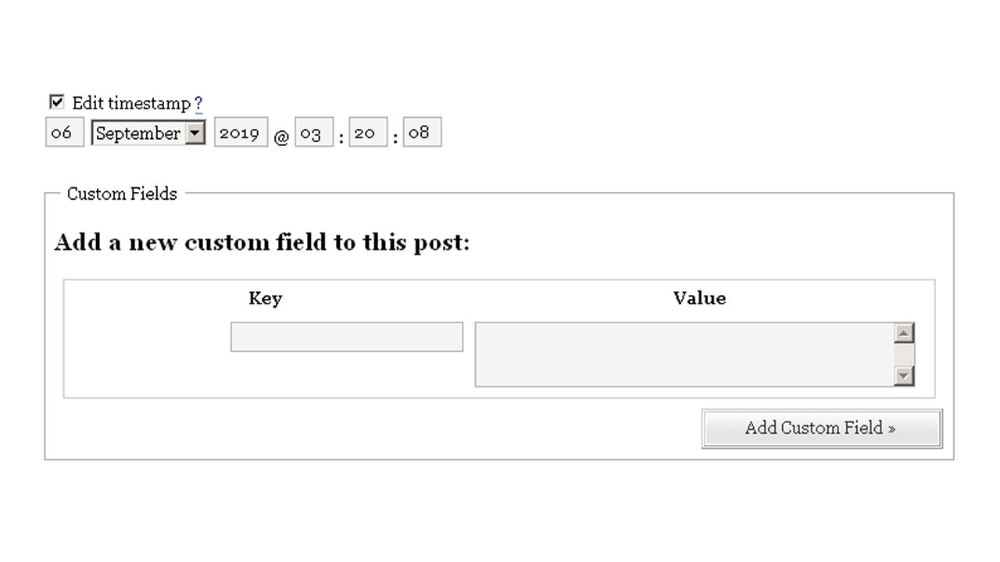 Edit timestamp ?
06 September 2019 @ 03 : 20 : 08
Custom Fields
Add a new custom field to this post:
Key Value
Add Custom Field »